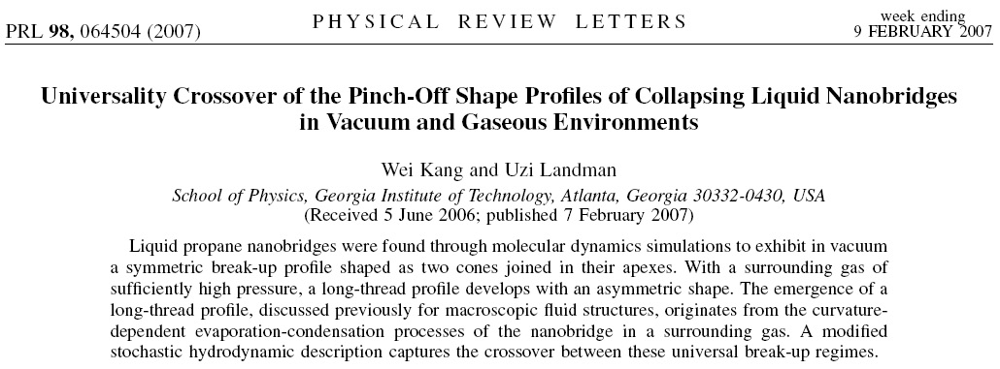 PRL 98, 064504 (2007)
PHYSICAL REVIEW LETTERS
week ending
9 FEBRUARY 2007
Universality Crossover of the Pinch-Off Shape Profiles of Collapsing Liquid Nanobridges
in Vacuum and Gaseous Environments
Wei Kang and Uzi Landman
School of Physics, Georgia Institute of Technology, Atlanta, Georgia 30332-0430, USA
(Received 5 June 2006; published 7 February 2007)
Liquid propane nanobridges were found through molecular dynamics simulations to exhibit in vacuum
a symmetric break-up profile shaped as two cones joined in their apexes. With a surrounding gas of
sufficiently high pressure, a long-thread profile develops with an asymmetric shape. The emergence of a
long-thread profile, discussed previously for macroscopic fluid structures, originates from the curvature-
dependent evaporation-condensation processes of the nanobridge in a surrounding gas. A modified
stochastic hydrodynamic description captures the crossover between these universal break-up regimes.